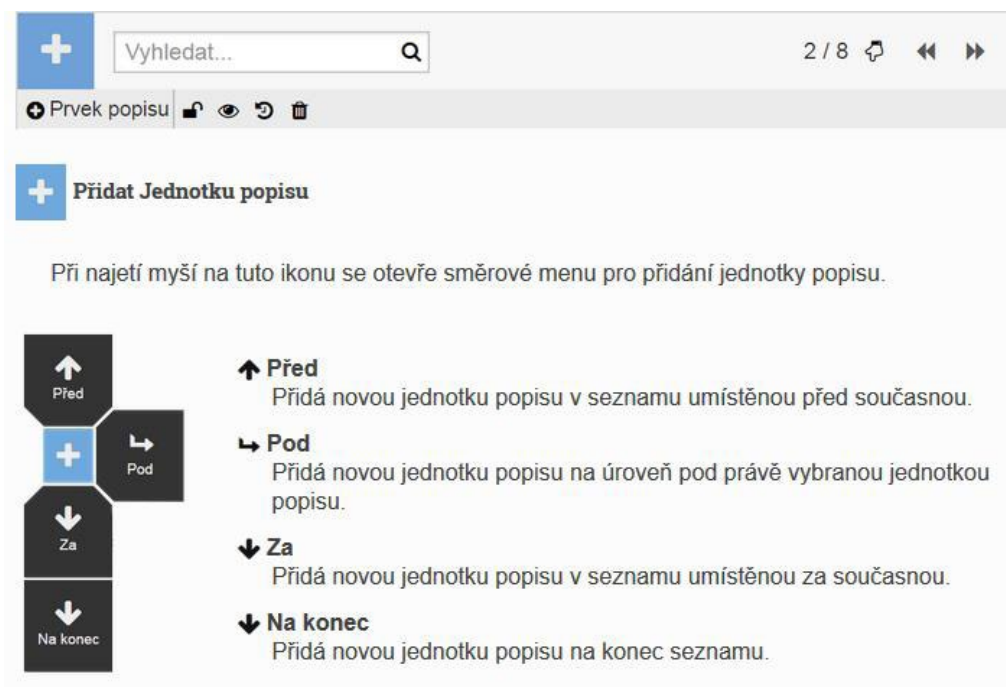 Vyhledat...
2 / 8
Prvek popisu
Přidat Jednotku popisu
Při najetí myší na tuto ikonu se otevře směrové menu pro přidání jednotky popisu.
Před
Pod
Za
Na konec
Před
Přidá novou jednotku popisu v seznamu umístěnou před současnou.
Pod
Přidá novou jednotku popisu na úroveň pod právě vybranou jednotkou
popisu.
Za
Přidá novou jednotku popisu v seznamu umístěnou za současnou.
Na konec
Přidá novou jednotku popisu na konec seznamu.